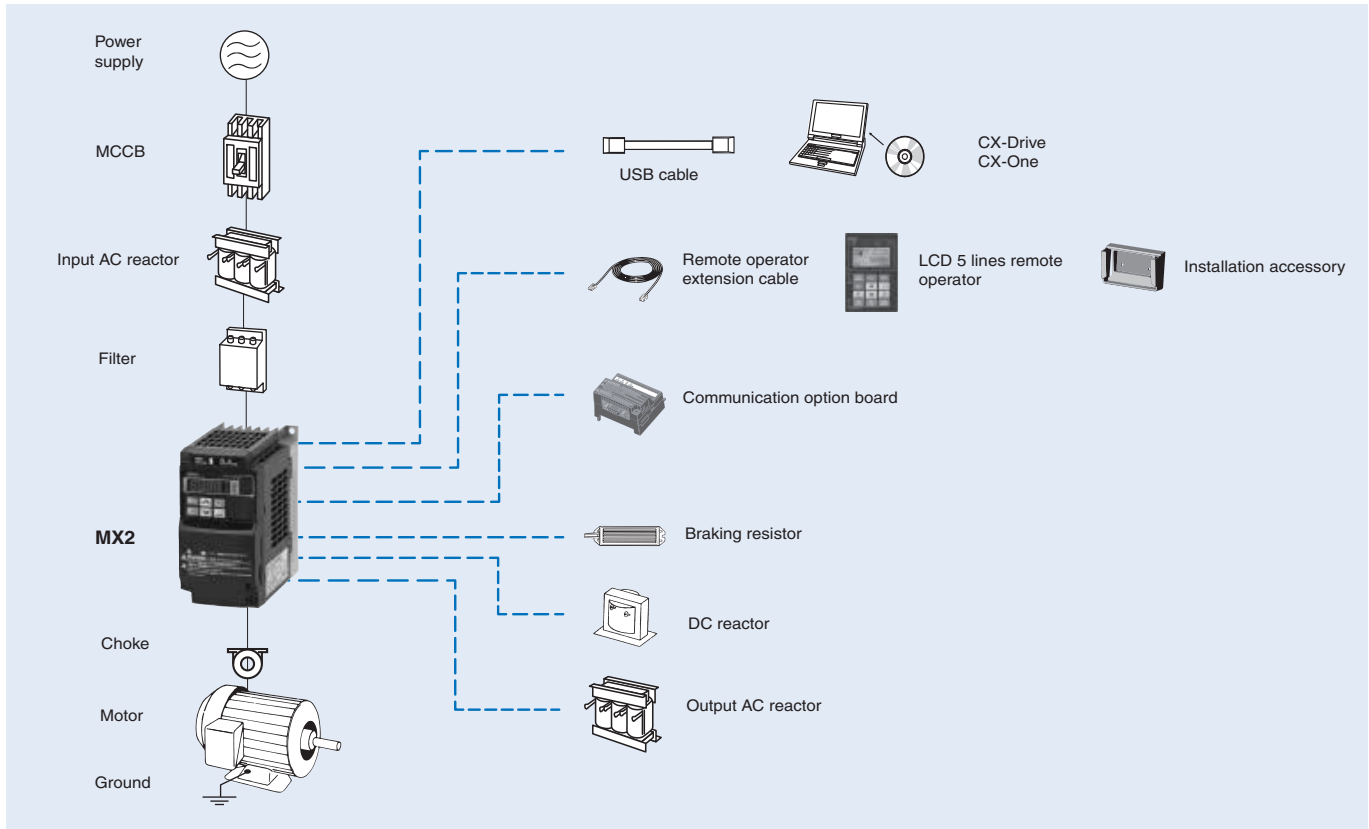 Power
supply
MCCB
Input AC reactor
Filter
MX2
Choke
Motor
Ground
USB cable
CX-Drive
CX-One
Remote operator
extension cable
LCD 5 lines remote
operator
Installation accessory
Communication option board
Braking resistor
DC reactor
Output AC reactor